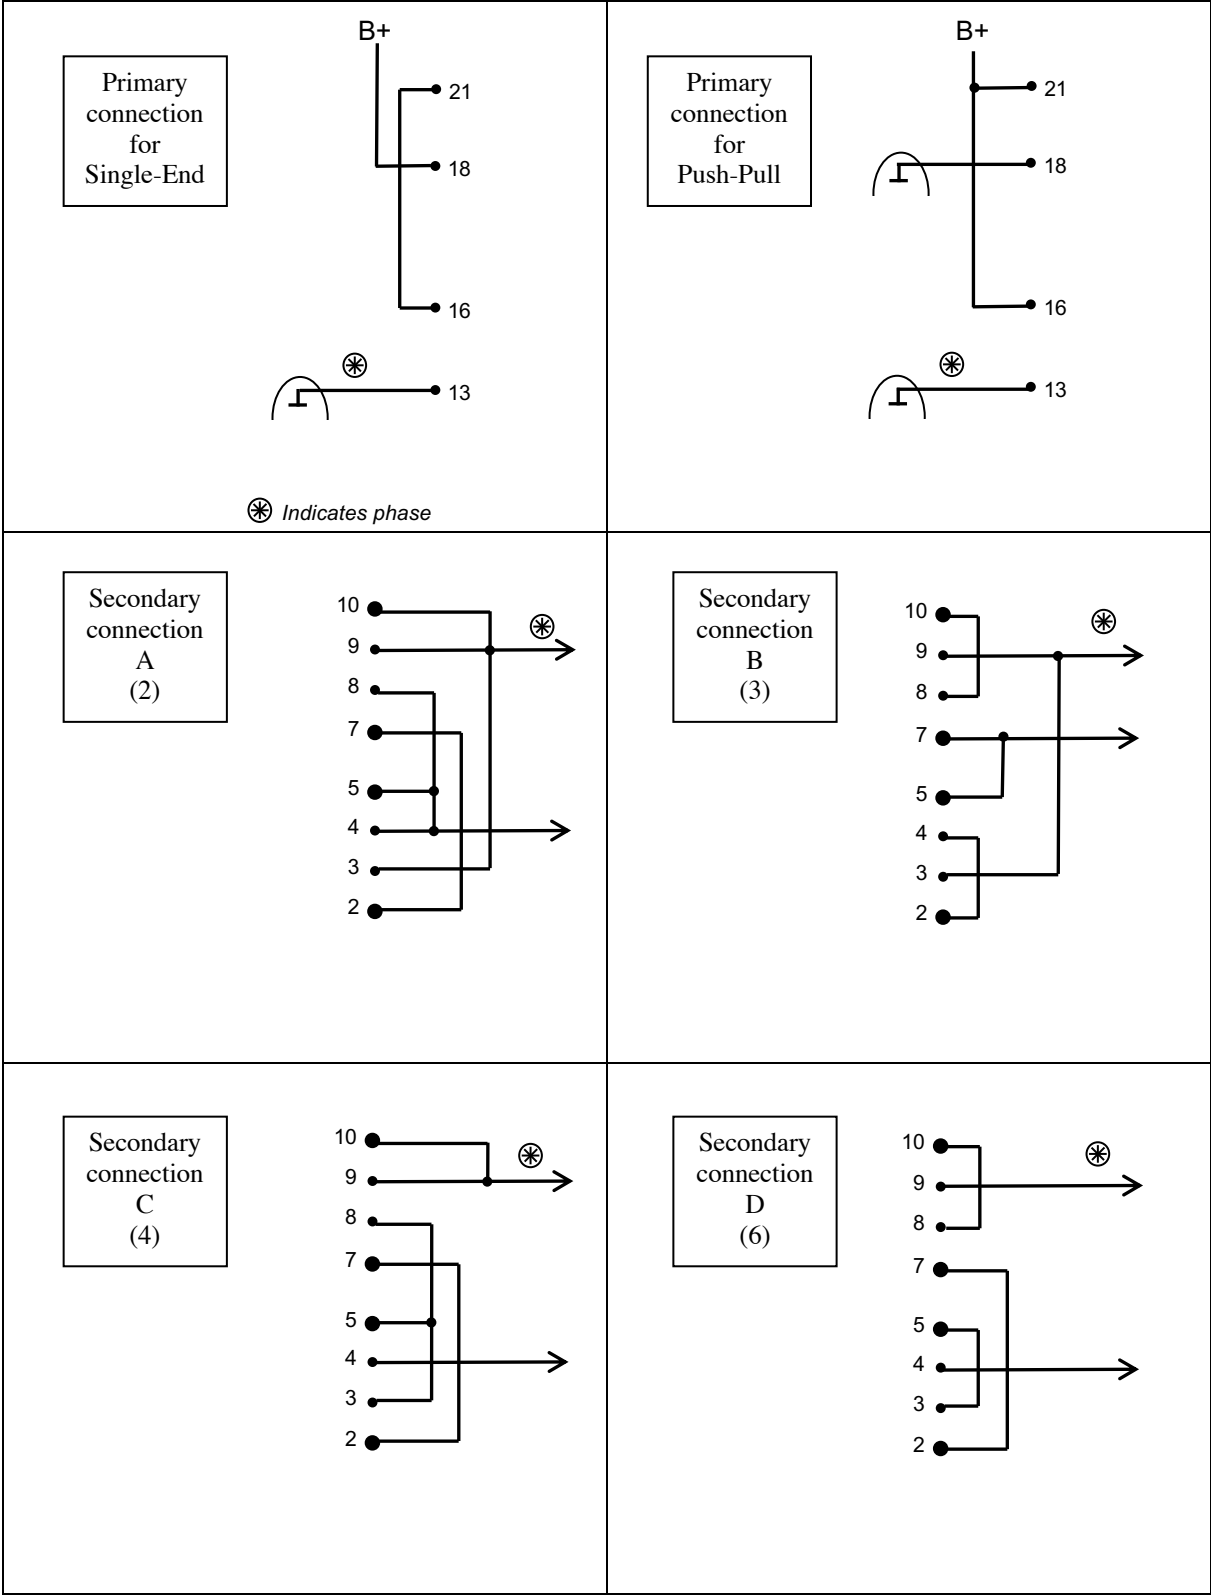 B+
Primary
connection
for
Single-End
21
18
16
13
Indicates phase
B+
Primary
connection
for
Push-Pull
21
18
16
13
Secondary
connection
A
(2)
10
9
8
7
5
4
3
2
Secondary
connection
B
(3)
10
9
8
7
5
4
3
2
Secondary
connection
C
(4)
10
9
8
7
5
4
3
2
Secondary
connection
D
(6)
10
9
8
7
5
4
3
2